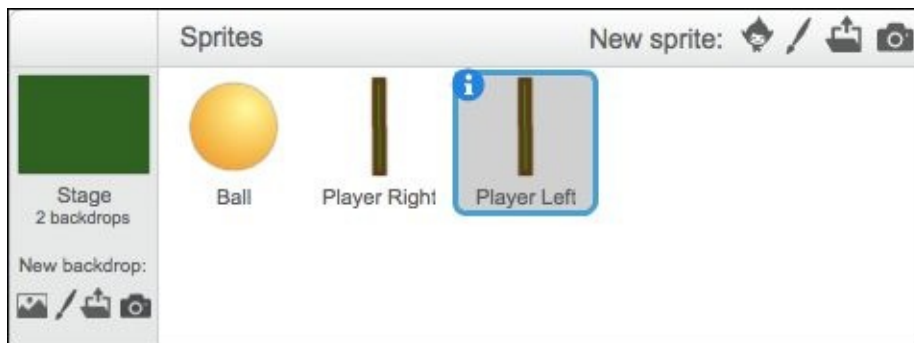 Sprites
New sprite:
Stage
2 backdrops
New backdrop:
Ball
Player Right
Player Left